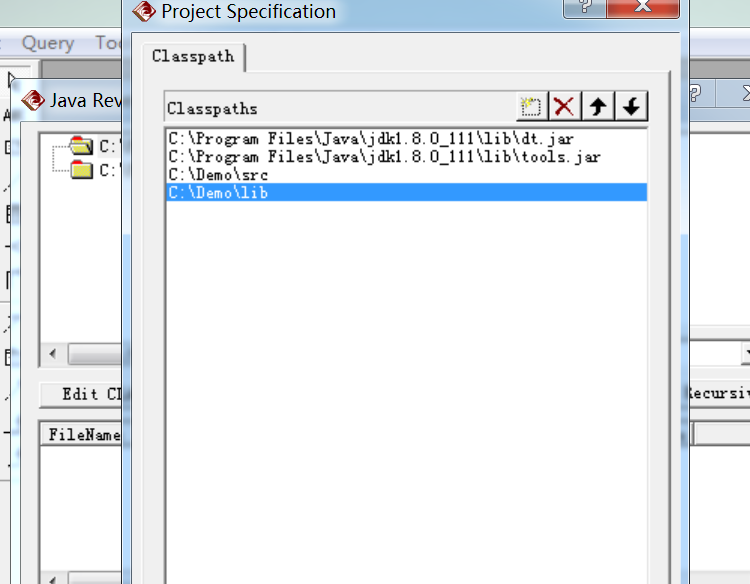 Project Specification
Query
Classpath
Java Rev
Classpaths
C:\Program Files\Java\jdk1.8.0_111\lib\dt.jar
C:\Program Files\Java\jdk1.8.0_111\lib\tools.jar
C:\Demo\src
C:\Demo\lib
C:\
C:\
Edit Cl
Recursiv
FileName